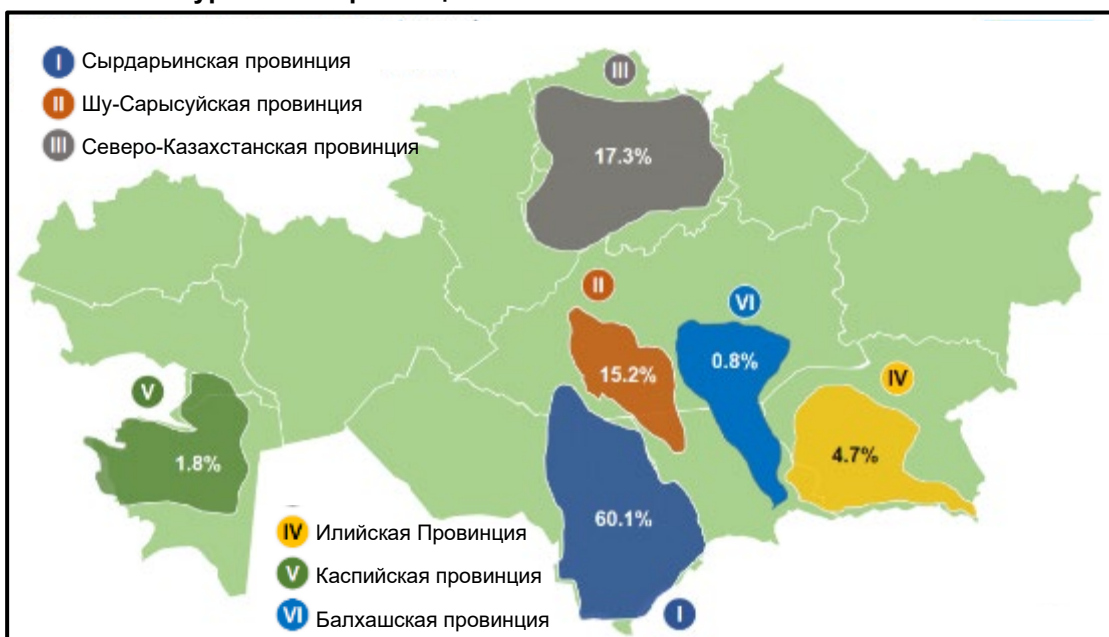 I Сырдарьинская провинция
II Шу-Сарысуйская провинция
III Северо-Казахстанская провинция
III
17.3%
II
VI
15.2%
0.8%
IV
V
1.8%
4.7%
60.1%
IV Илийская Провинция
V Каспийская провинция
VI Балхашская провинция
I